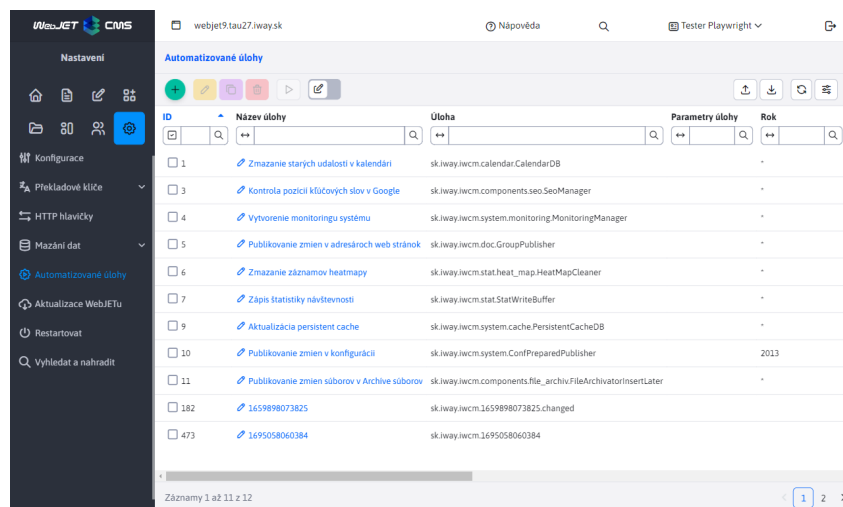 WebJET CMS
webjet9.tau27.iway.sk
Nápověda
Tester Playwright
Nastavení
Automatizované úlohy
ID
Název úlohy
Úloha
Parametry úlohy
Rok
Konfigurace
Překladové klíče
HTTP hlavičky
Mazání dat
Automatizované úlohy
Aktualizace WebJETu
Restartovat
Vyhledat a nahradit
1 Zmazanie starých udalostí v kalendári sk.iway.iwcm.calendar.CalendarDB *
3 Kontrola pozícií kľúčových slov v Google sk.iway.iwcm.components.seo.SeoManager *
4 Vytvorenie monitoringu systému sk.iway.iwcm.system.monitoring.MonitoringManager *
5 Publikovanie zmien v adresároch web stránok sk.iway.iwcm.doc.GroupPublisher *
6 Zmazanie záznamov heatmapy sk.iway.iwcm.stat.heat_map.HeatMapCleaner *
7 Zápis štatistiky návštevnosti sk.iway.iwcm.stat.StatWriteBuffer *
9 Aktualizácia persistent cache sk.iway.iwcm.system.cache.PersistentCacheDB *
10 Publikovanie zmien v konfigurácii sk.iway.iwcm.system.ConfPreparedPublisher 2013
11 Publikovanie zmien súborov v Archíve súborov sk.iway.iwcm.components.file_archiv.FileArchivatorInsertLater *
182 1659898073825 sk.iway.iwcm.1659898073825.changed
473 1695058060384 sk.iway.iwcm.1695058060384
Záznamy 1 až 11 z 12
1 2